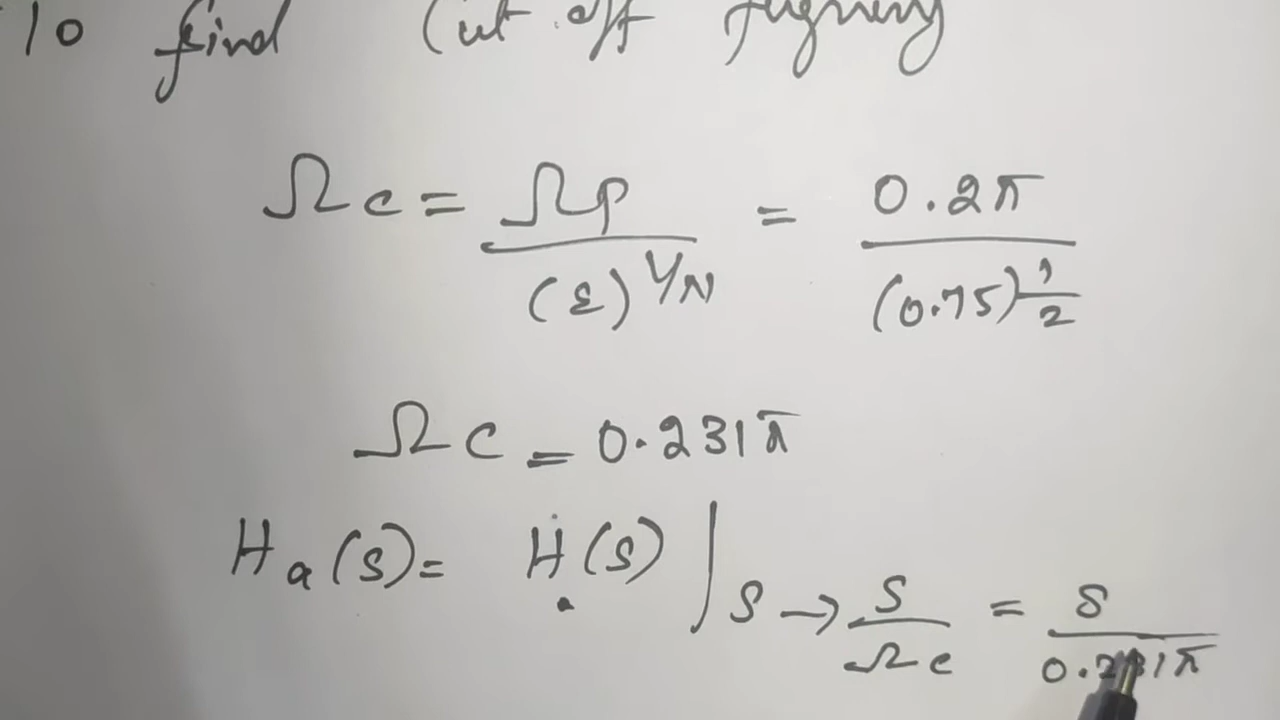 To find Cut off frequency
Ωc = Ωp / (ε)^1/N = 0.2π / (0.75)^1/2
Ωc = 0.231π
Ha(s) = H(s) | s → s/Ωc = s/0.231π